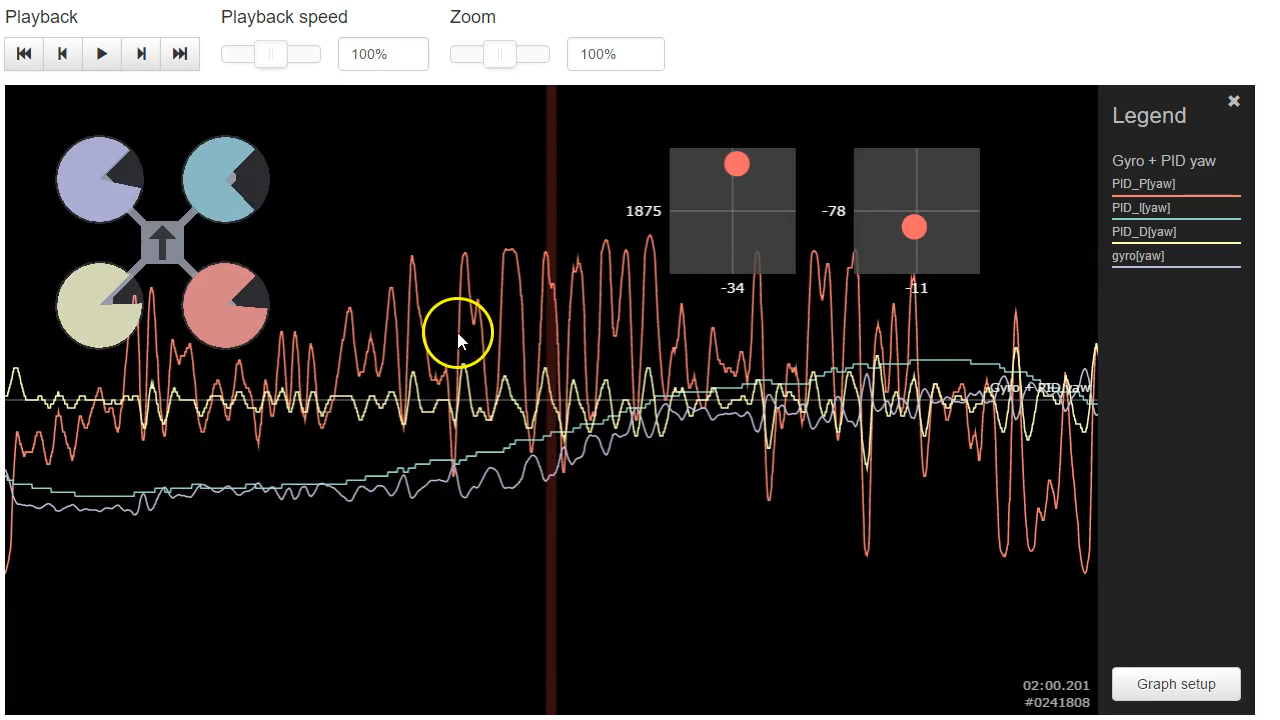 Playback
Playback speed
Zoom
100%
100%
Legend
Gyro + PID yaw
PID_P[yaw]
PID_I[yaw]
PID_D[yaw]
gyro[yaw]
1875
-34
-78
-11
Gyro + PID yaw
02:00.201
#0241808
Graph setup